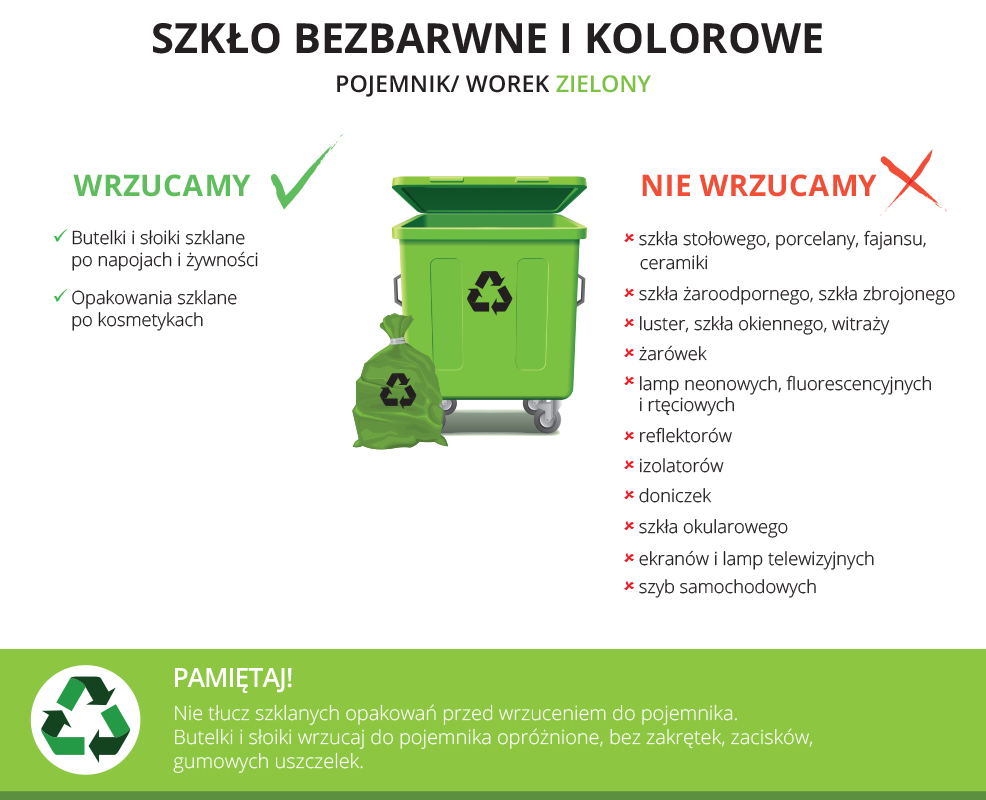 SZKŁO BEZBARWNE I KOLOROWE
POJEMNIK/ WOREK ZIELONY
WRZUCAMY
Butelki i słoiki szklane
po napojach i żywności
Opakowania szklane
po kosmetykach
NIE WRZUCAMY
szkła stołowego, porcelany, fajansu,
ceramiki
szkła żaroodpornego, szkła zbrojonego
luster, szkła okiennego, witraży
żarówek
lamp neonowych, fluorescencyjnych
i rtęciowych
reflektorów
izolatorów
doniczek
szkła okularowego
ekranów i lamp telewizyjnych
szyb samochodowych
PAMIĘTAJ!
Nie tłucz szklanych opakowań przed wrzuceniem do pojemnika.
Butelki i słoiki wrzucaj do pojemnika opróżnione, bez zakrętek, zacisków,
gumowych uszczelek.